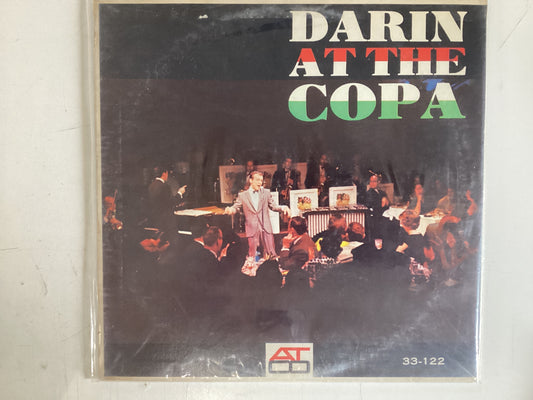 DARIN
AT THE
COPA
ATCO
33-122